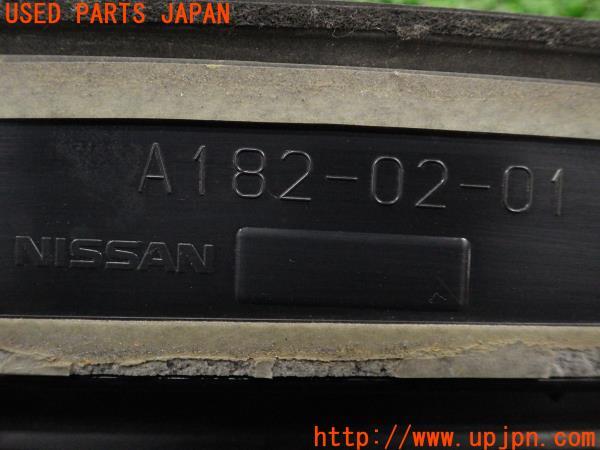 USED PARTS JAPAN
A182-02-01
NISSAN
http://www.upjpn.com/